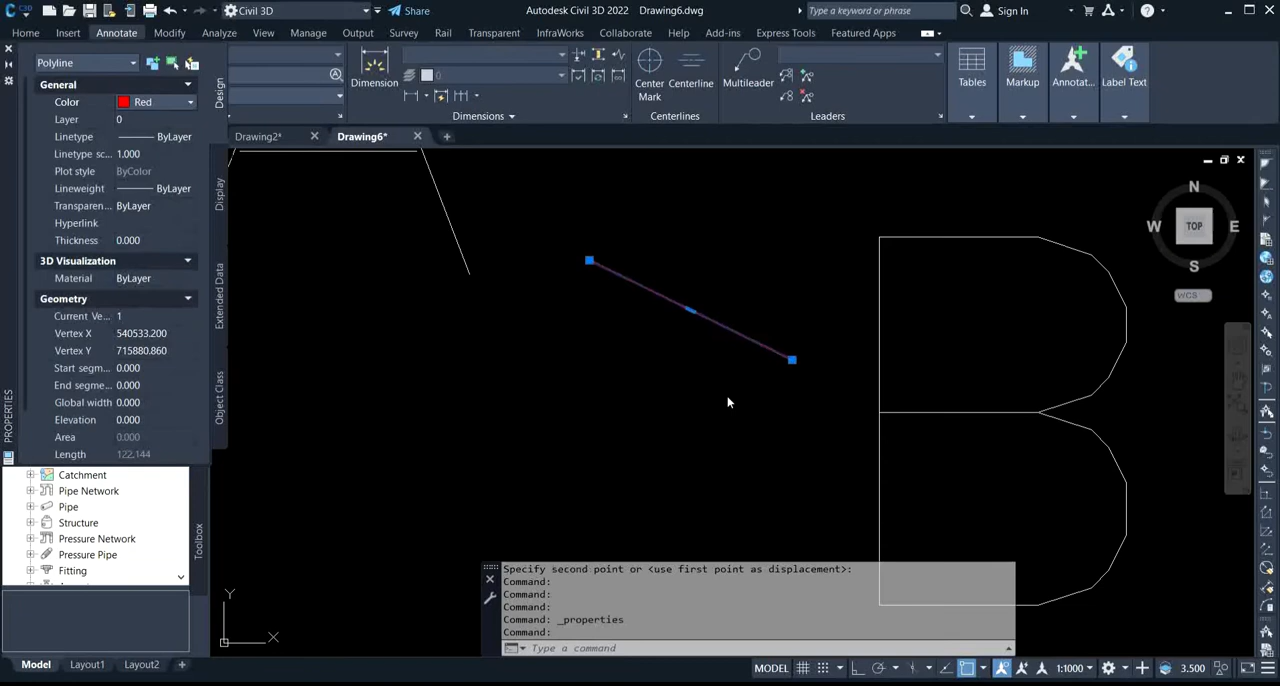 C3D
Civil 3D
Share
Autodesk Civil 3D 2022 Drawing6.dwg
Type a keyword or phrase
Sign In
Home Insert Annotate Modify Analyze View Manage Output Survey Rail Transparent InfraWorks Collaborate Help Add-ins Express Tools Featured Apps
Polyline
General
Color Red
Layer 0
Linetype ByLayer
Linetype sc... 1.000
Plot style ByColor
Lineweight ByLayer
Transparen... ByLayer
Hyperlink
Thickness 0.000
3D Visualization
Material ByLayer
Geometry
Current Ve... 1
Vertex X 540533.200
Vertex Y 715880.860
Start segm... 0.000
End segme... 0.000
Global width 0.000
Elevation 0.000
Area 0.000
Length 122.144
PROPERTIES
Design
Display
Extended Data
Object Class
Toolbox
Catchment
Pipe Network
Pipe
Structure
Pressure Network
Pressure Pipe
Fitting
Dimension
0
Dimensions
Center
Mark
Centerline
Centerlines
Multileader
Leaders
Tables
Markup
Annotat...
Label Text
Drawing2*
Drawing6*
N
W TOP E
S
WCS
Y
X
Specify second point or <use first point as displacement>:
Command:
Command:
Command:
Command: _properties
Command:
Type a command
Model Layout1 Layout2
MODEL
1:1000
3.500